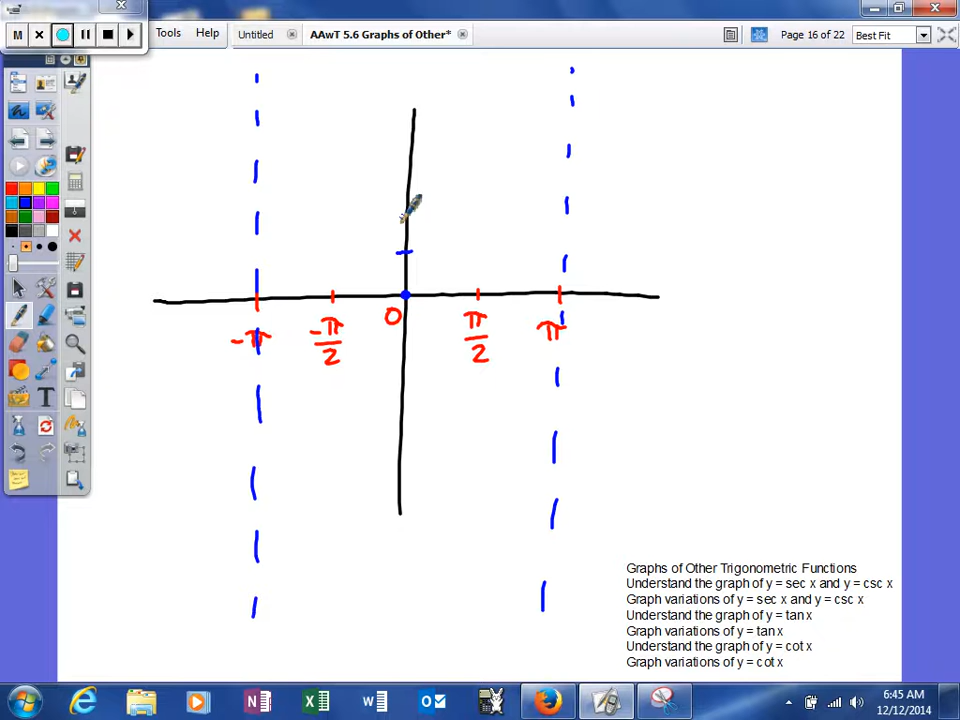 M
Tools Help Untitled AAwT 5.6 Graphs of Other* Page 16 of 22 Best Fit
-π -π/2 0 π/2 π
Graphs of Other Trigonometric Functions
Understand the graph of y = sec x and y = csc x
Graph variations of y = sec x and y = csc x
Understand the graph of y = tan x
Graph variations of y = tan x
Understand the graph of y = cot x
Graph variations of y = cot x
6:45 AM
12/12/2014